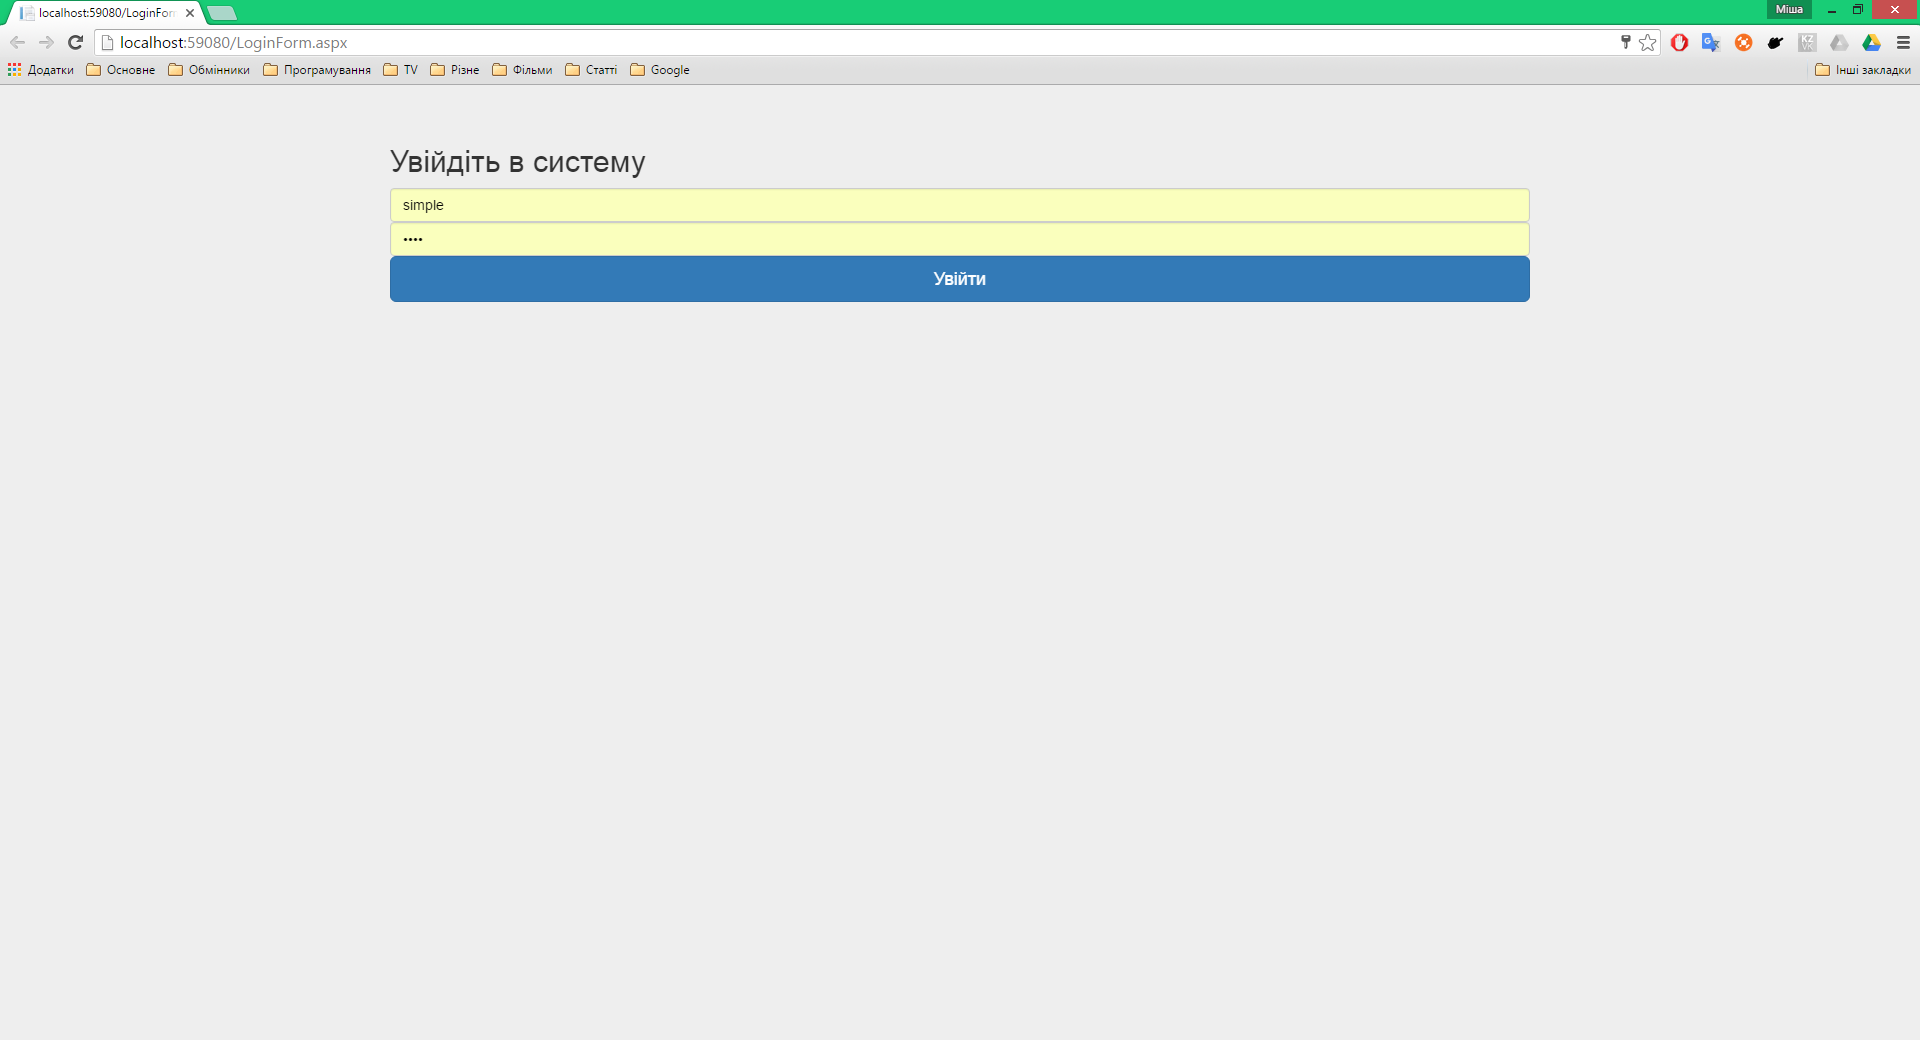 localhost:59080/LoginForm
Міша
localhost:59080/LoginForm.aspx
Додатки Основне Обмінники Програмування TV Різне Фільми Статті Google Інші закладки
Увійдіть в систему
simple
••••
Увійти